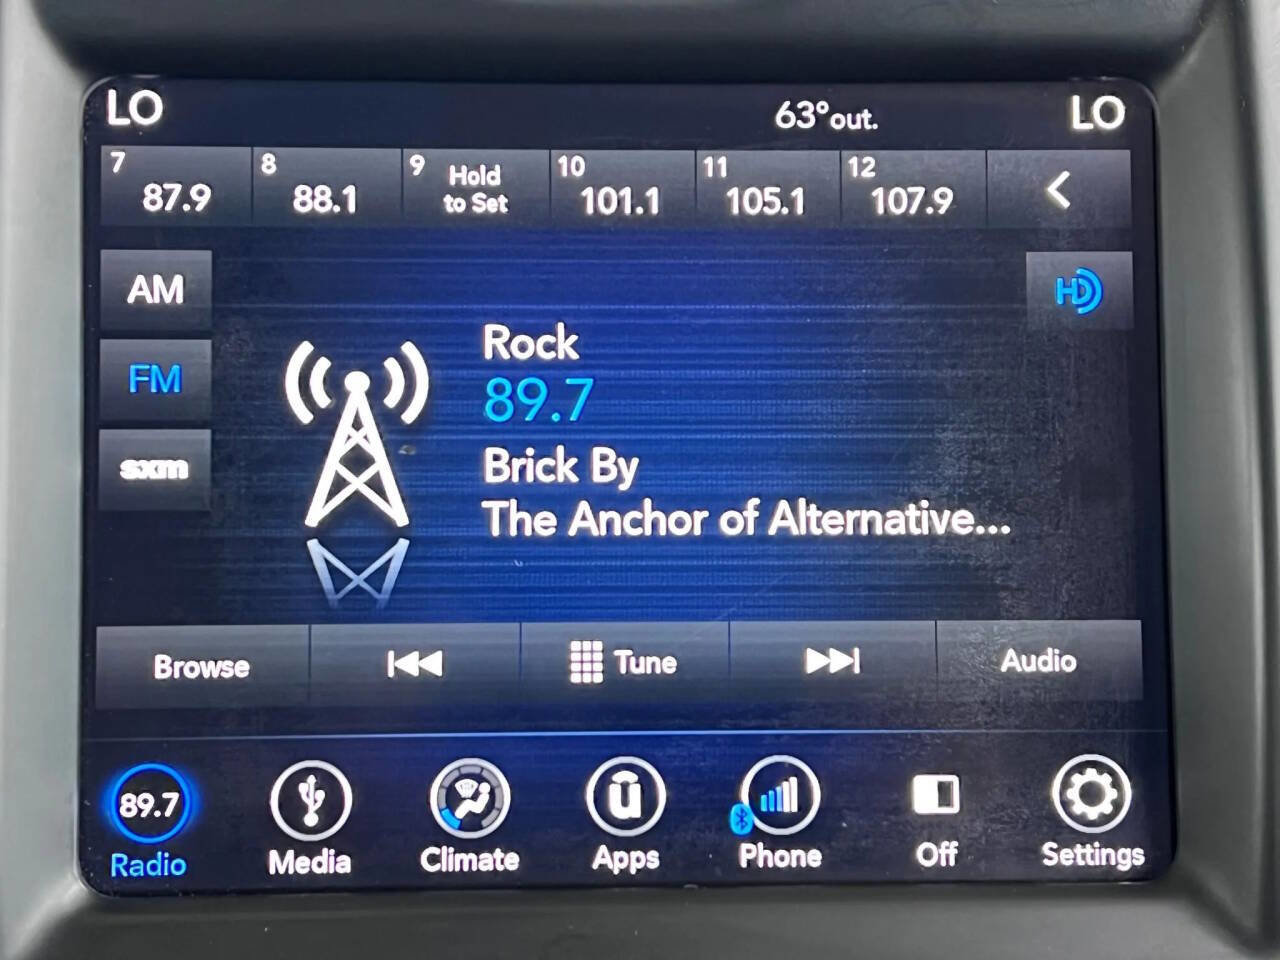 LO 63°out. LO
7 87.9 8 88.1 9 Hold to Set 10 101.1 11 105.1 12 107.9
AM
HD
FM
sxm
Rock
89.7
Brick By
The Anchor of Alternative...
Browse Tune Audio
89.7 u
Radio Media Climate Apps Phone Off Settings